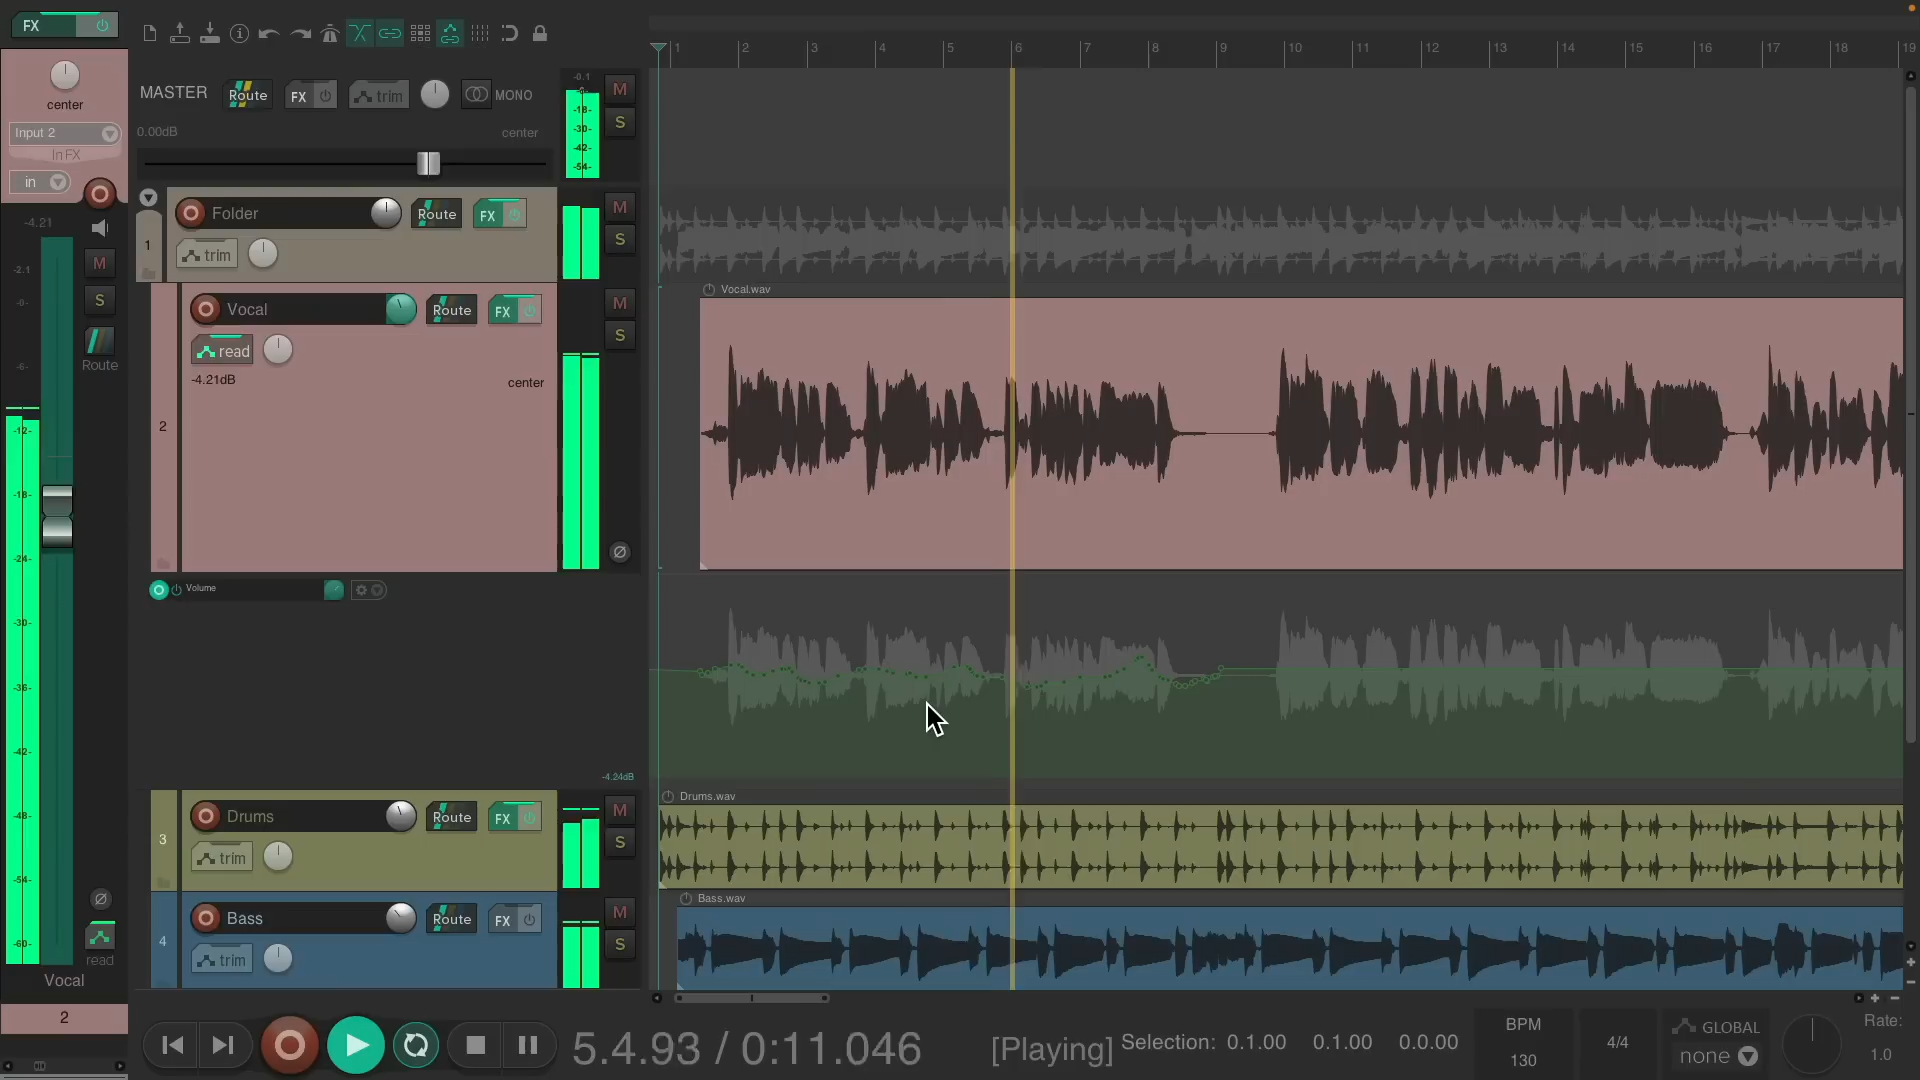 FX
center
Input 2
In FX
in
-4.21
-2.1
-0-
-6-
-12-
-18-
-24-
-30-
-36-
-42-
-48-
-54-
-60-
M
S
Route
read
Vocal
2
MASTER
Route
FX
trim
MONO
0.00dB
center
-0.1
-6-
-18-
-30-
-42-
-54-
M
S
1
Folder
Route
FX
M
S
trim
2
Vocal
Route
FX
M
S
read
-4.21dB
center
Volume
-4.24dB
3
Drums
Route
FX
M
S
trim
4
Bass
Route
FX
M
S
trim
1 2 3 4 5 6 7 8 9 10 11 12 13 14 15 16 17 18 19
Vocal.wav
Drums.wav
Bass.wav
5.4.93 / 0:11.046
[Playing]
Selection: 0.1.00 0.1.00 0.0.00
BPM
130
4/4
GLOBAL
none
Rate:
1.0